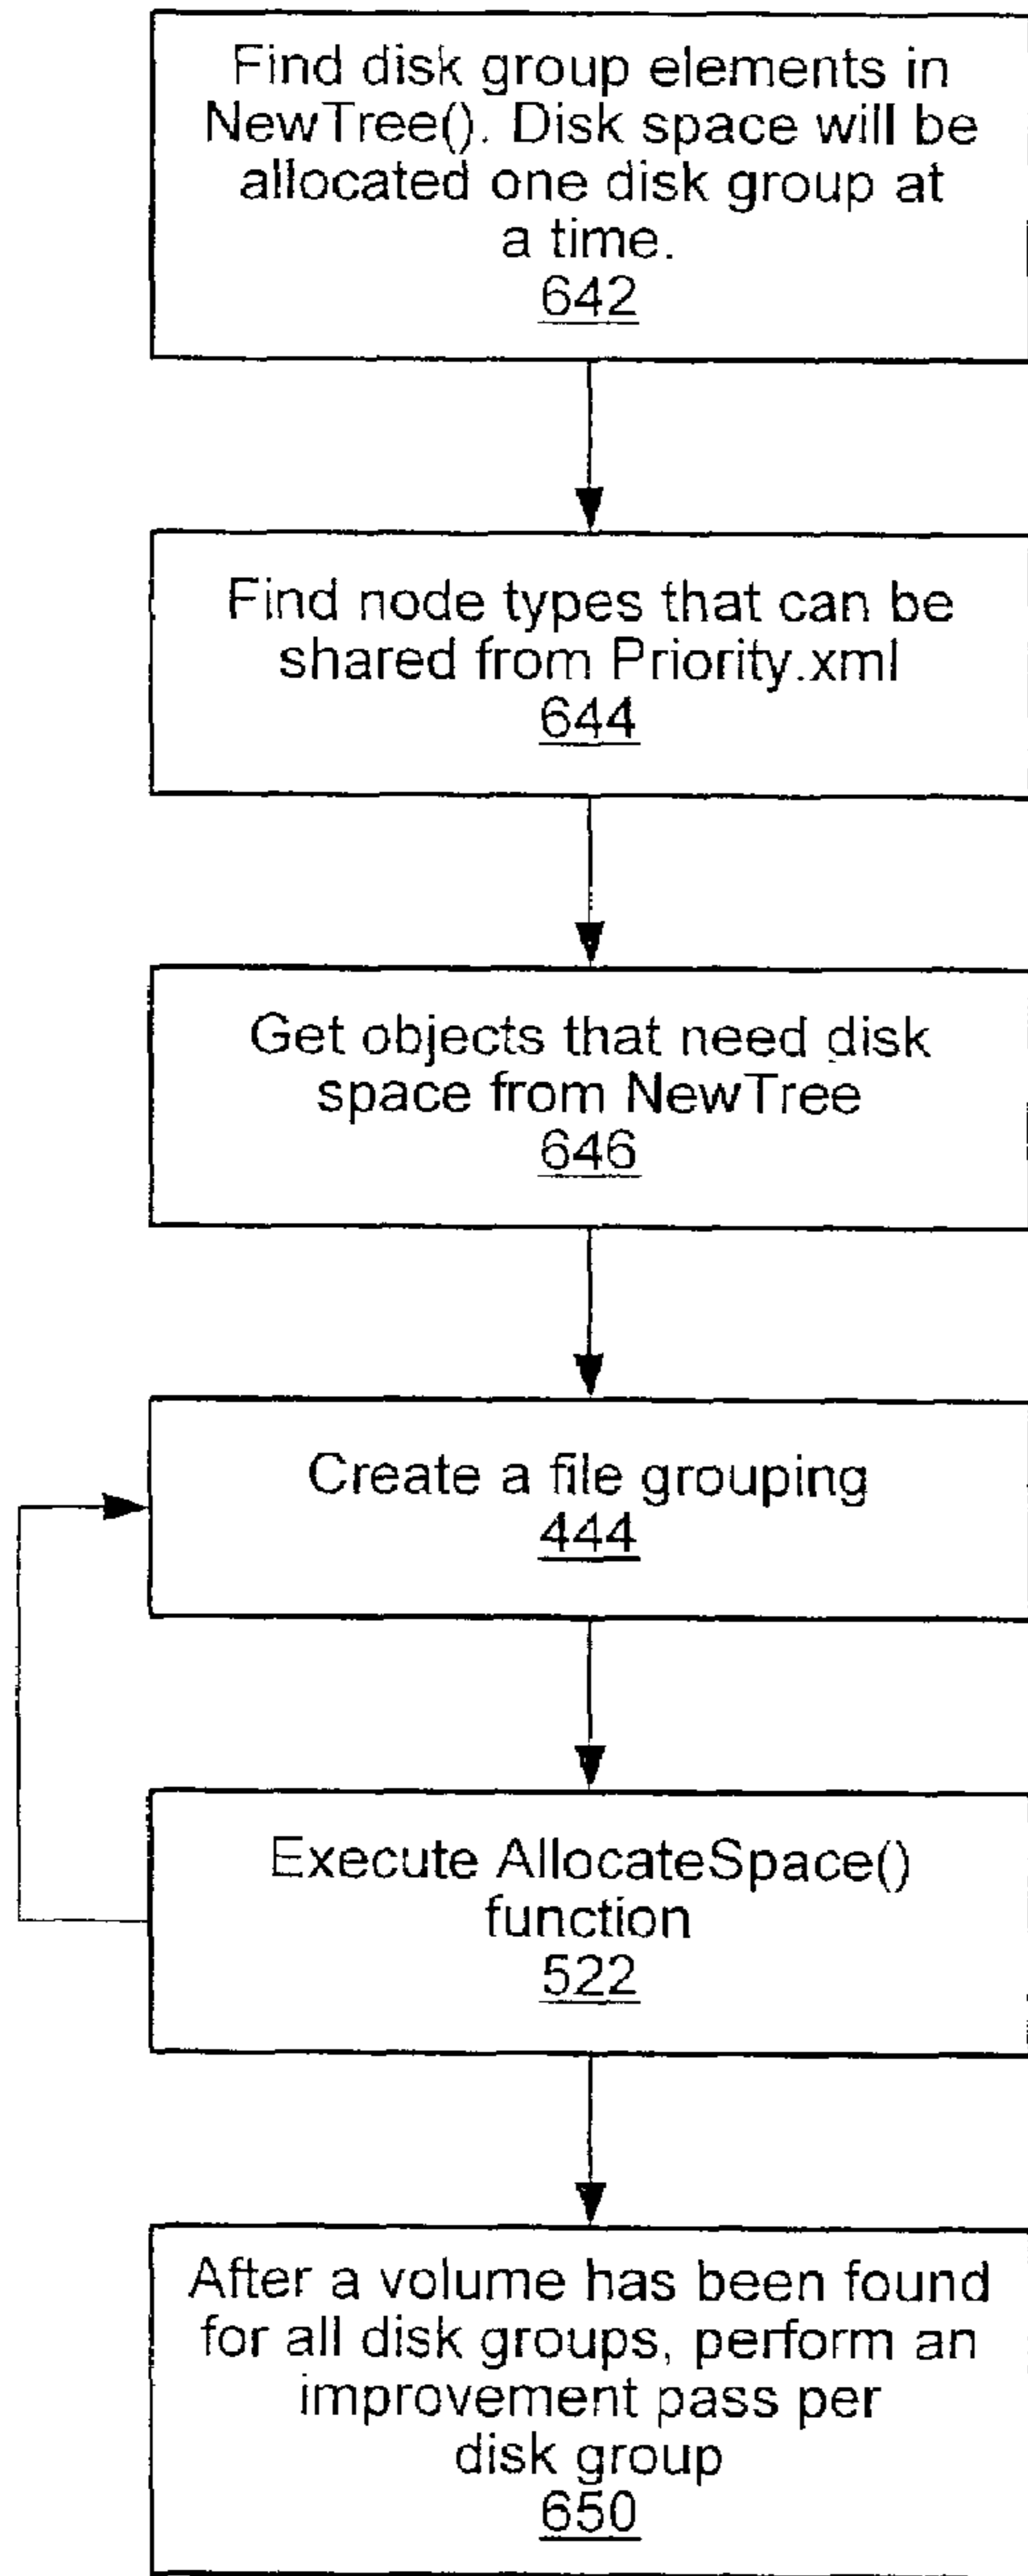 Find disk group elements in
NewTree(). Disk space will be
allocated one disk group at
a time.
642
Find node types that can be
shared from Priority.xml
644
Get objects that need disk
space from NewTree
646
Create a file grouping
444
Execute AllocateSpace()
function
522
After a volume has been found
for all disk groups, perform an
improvement pass per
disk group
650